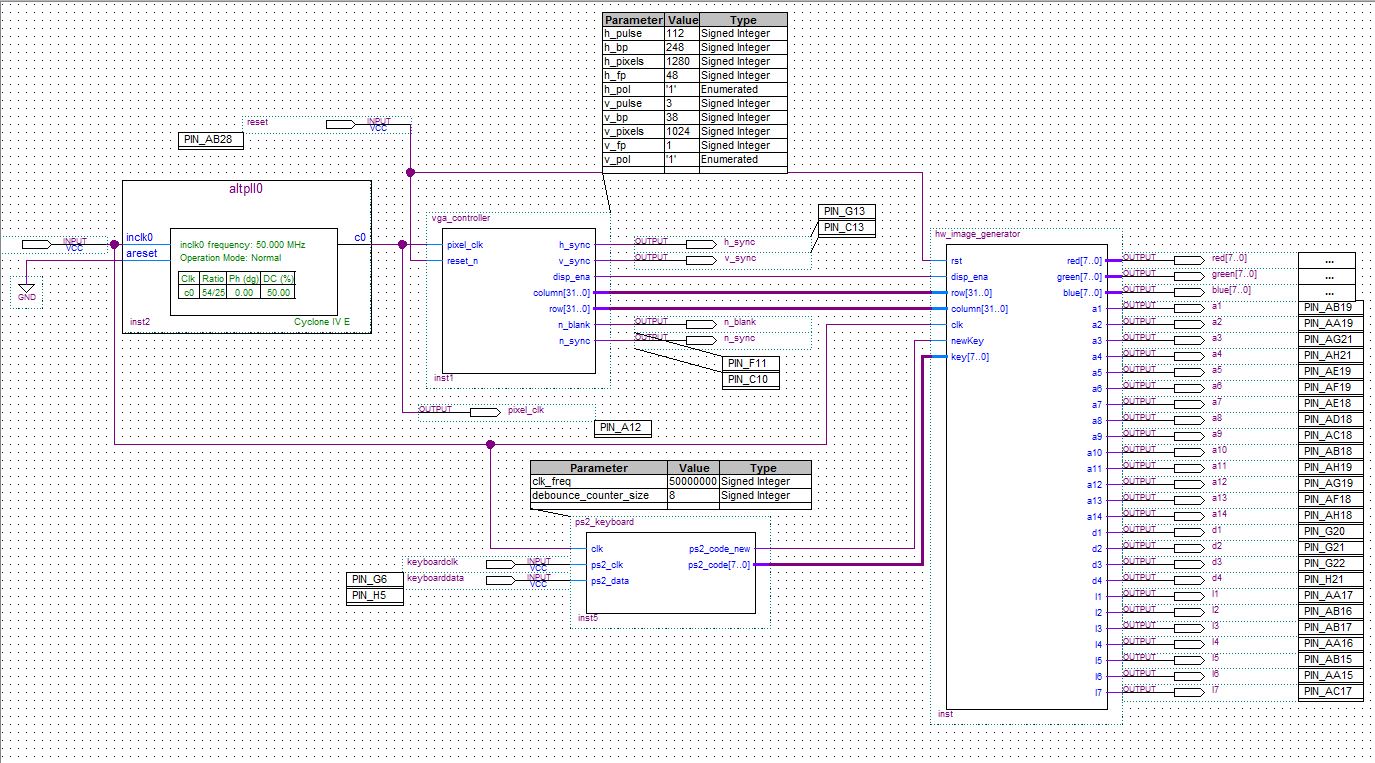 Parameter Value Type
h_pulse 112 Signed Integer
h_bp 248 Signed Integer
h_pixels 1280 Signed Integer
h_fp 48 Signed Integer
h_pol '1' Enumerated
v_pulse 3 Signed Integer
v_bp 38 Signed Integer
v_pixels 1024 Signed Integer
v_fp 1 Signed Integer
v_pol '1' Enumerated
reset INPUT VCC
PIN_AB28
altpll0
INPUT VCC
inclk0 c0
areset
inclk0 frequency: 50.000 MHz
Operation Mode: Normal
Clk Ratio Ph (dg) DC (%)
c0 54/25 0.00 50.00
inst2 Cyclone IV E
GND
vga_controller
pixel_clk h_sync
reset_n v_sync
disp_ena
column[31..0]
row[31..0]
n_blank
n_sync
inst1
OUTPUT h_sync
OUTPUT v_sync
PIN_G13
PIN_C13
OUTPUT n_blank
OUTPUT n_sync
PIN_F11
PIN_C10
OUTPUT pixel_clk
PIN_A12
Parameter Value Type
clk_freq 50000000 Signed Integer
debounce_counter_size 8 Signed Integer
ps2_keyboard
clk ps2_code_new
ps2_clk ps2_code[7..0]
ps2_data
inst5
keyboardclk INPUT VCC
keyboarddata INPUT VCC
PIN_G6
PIN_H5
hw_image_generator
rst red[7..0] OUTPUT red[7..0] ...
disp_ena green[7..0] OUTPUT green[7..0] ...
row[31..0] blue[7..0] OUTPUT blue[7..0] ...
column[31..0] a1 OUTPUT a1 PIN_AB19
clk a2 OUTPUT a2 PIN_AA19
newKey a3 OUTPUT a3 PIN_AG21
key[7..0] a4 OUTPUT a4 PIN_AH21
a5 OUTPUT a5 PIN_AE19
a6 OUTPUT a6 PIN_AF19
a7 OUTPUT a7 PIN_AE18
a8 OUTPUT a8 PIN_AD18
a9 OUTPUT a9 PIN_AC18
a10 OUTPUT a10 PIN_AB18
a11 OUTPUT a11 PIN_AH19
a12 OUTPUT a12 PIN_AG19
a13 OUTPUT a13 PIN_AF18
a14 OUTPUT a14 PIN_AH18
d1 OUTPUT d1 PIN_G20
d2 OUTPUT d2 PIN_G21
d3 OUTPUT d3 PIN_G22
d4 OUTPUT d4 PIN_H21
l1 OUTPUT l1 PIN_AA17
l2 OUTPUT l2 PIN_AB16
l3 OUTPUT l3 PIN_AB17
l4 OUTPUT l4 PIN_AA16
l5 OUTPUT l5 PIN_AB15
l6 OUTPUT l6 PIN_AA15
l7 OUTPUT l7 PIN_AC17
inst